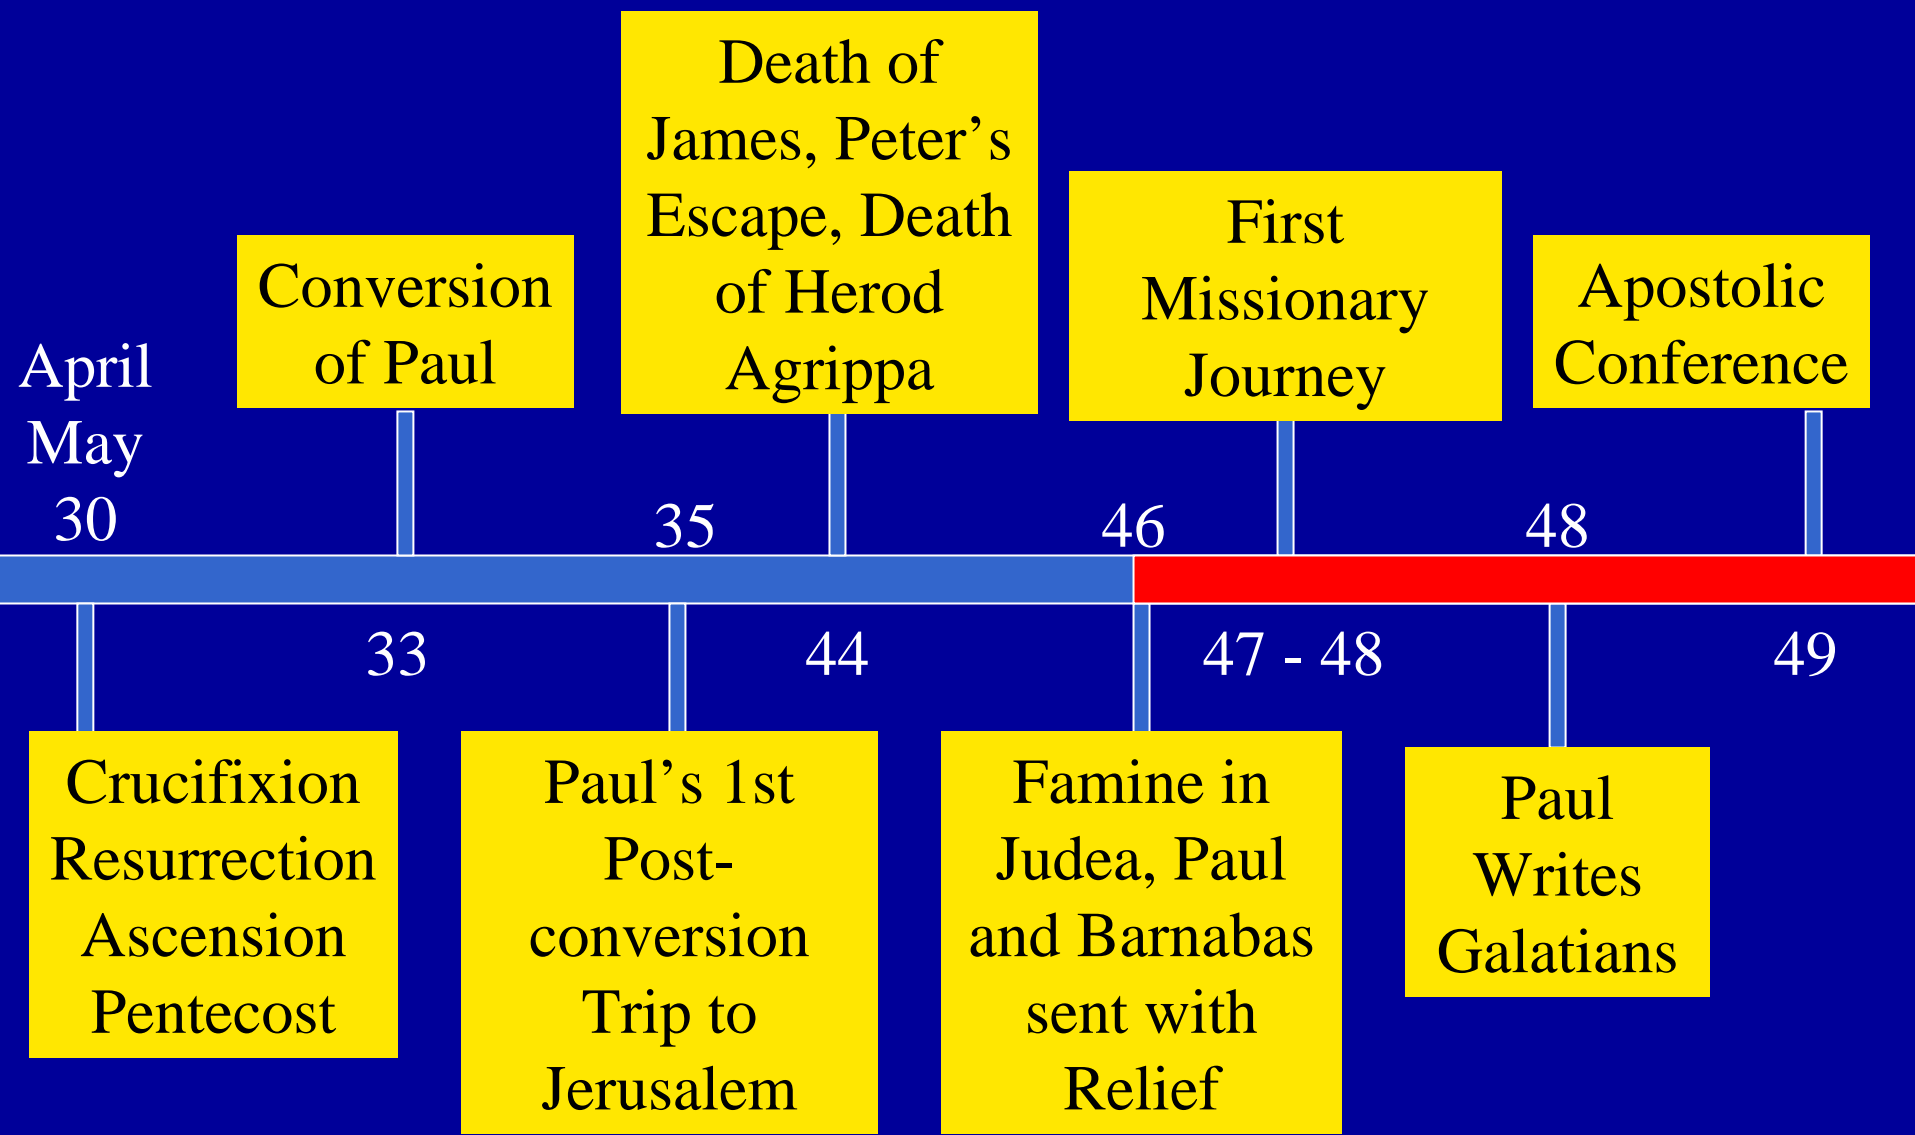 Death of
James, Peter’s
Escape, Death
of Herod
Agrippa
First
Missionary
Journey
Conversion
of Paul
Apostolic
Conference
April
May
30
35
46
48
33
44
47 - 48
49
Crucifixion
Resurrection
Ascension
Pentecost
Paul’s 1st
Post-
conversion
Trip to
Jerusalem
Famine in
Judea, Paul
and Barnabas
sent with
Relief
Paul
Writes
Galatians